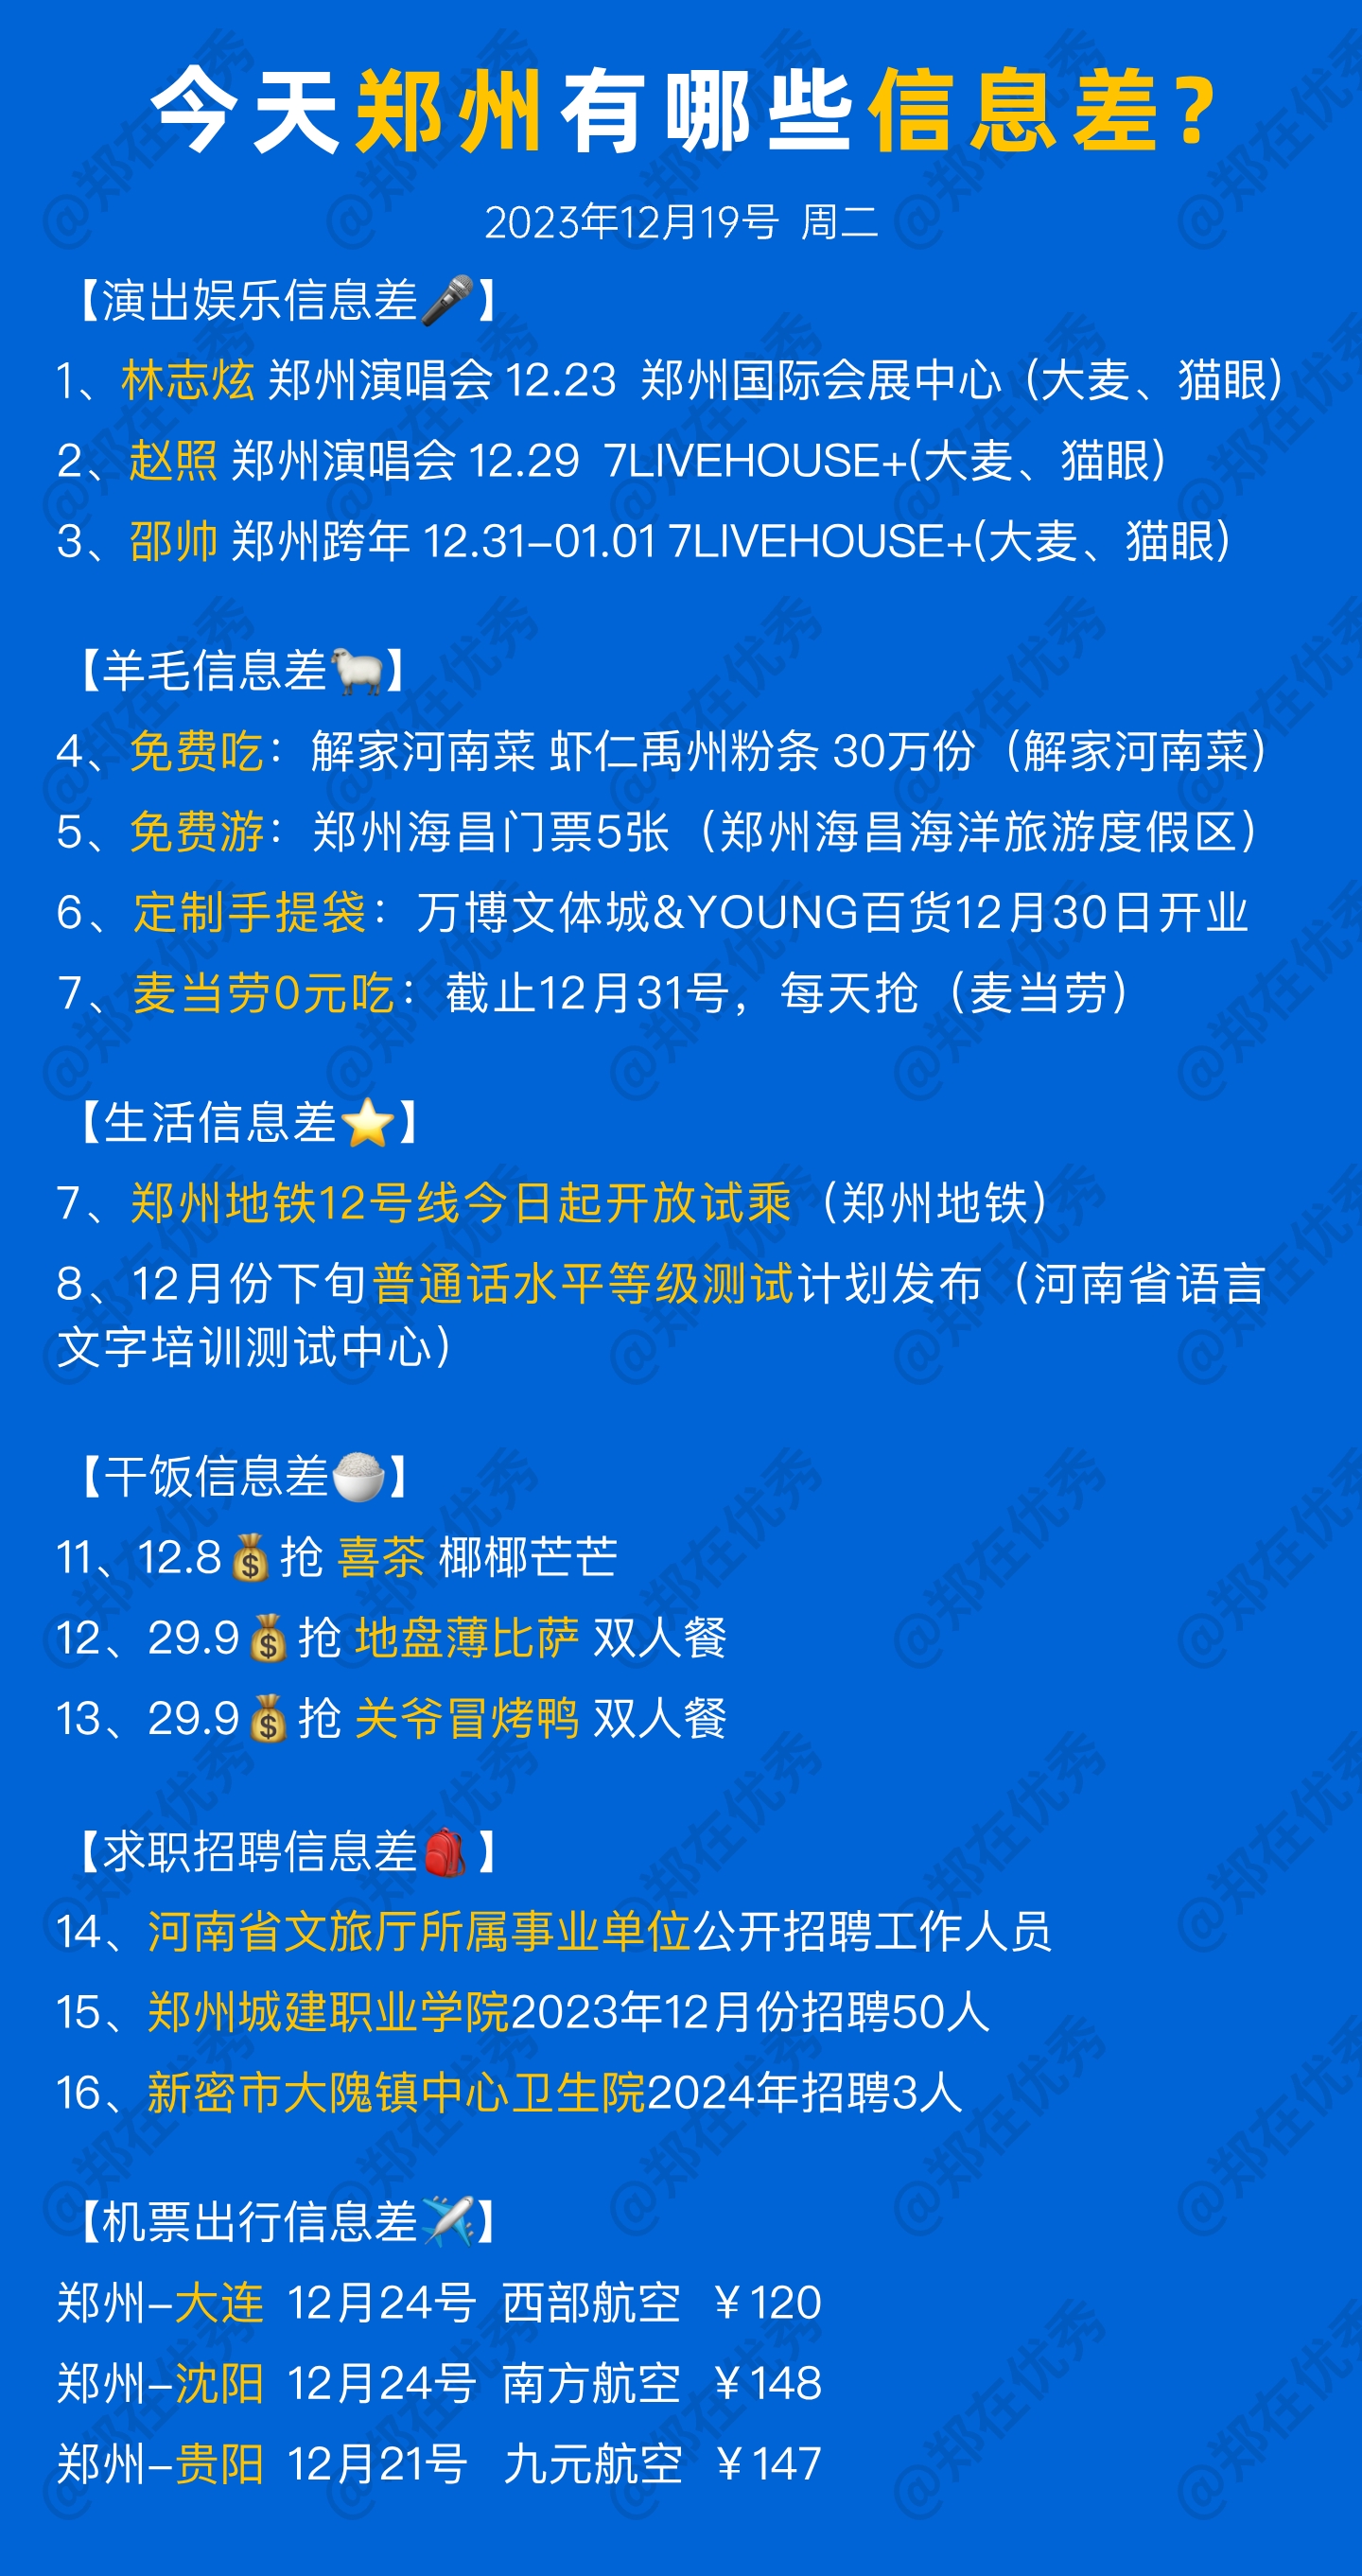 今天郑州有哪些信息差?
2023年12月19号 周二
【演出娱乐信息差🎤】
1、林志炫 郑州演唱会 12.23 郑州国际会展中心（大麦、猫眼）
2、赵照 郑州演唱会 12.29 7LIVEHOUSE+(大麦、猫眼）
3、邵帅 郑州跨年 12.31-01.01 7LIVEHOUSE+(大麦、猫眼）
【羊毛信息差🐑】
4、免费吃：解家河南菜 虾仁禹州粉条 30万份（解家河南菜）
5、免费游：郑州海昌门票5张（郑州海昌海洋旅游度假区）
6、定制手提袋：万博文体城&YOUNG百货12月30日开业
7、麦当劳0元吃：截止12月31号，每天抢（麦当劳）
【生活信息差⭐】
7、郑州地铁12号线今日起开放试乘（郑州地铁）
8、12月份下旬普通话水平等级测试计划发布（河南省语言
文字培训测试中心）
【干饭信息差🍚】
11、12.8💰抢 喜茶 椰椰芒芒
12、29.9💰抢 地盘薄比萨 双人餐
13、29.9💰抢 关爷冒烤鸭 双人餐
【求职招聘信息差🎒】
14、河南省文旅厅所属事业单位公开招聘工作人员
15、郑州城建职业学院2023年12月份招聘50人
16、新密市大隗镇中心卫生院2024年招聘3人
【机票出行信息差✈️】
郑州-大连 12月24号 西部航空 ￥120
郑州-沈阳 12月24号 南方航空 ￥148
郑州-贵阳 12月21号 九元航空 ￥147
@郑在优秀